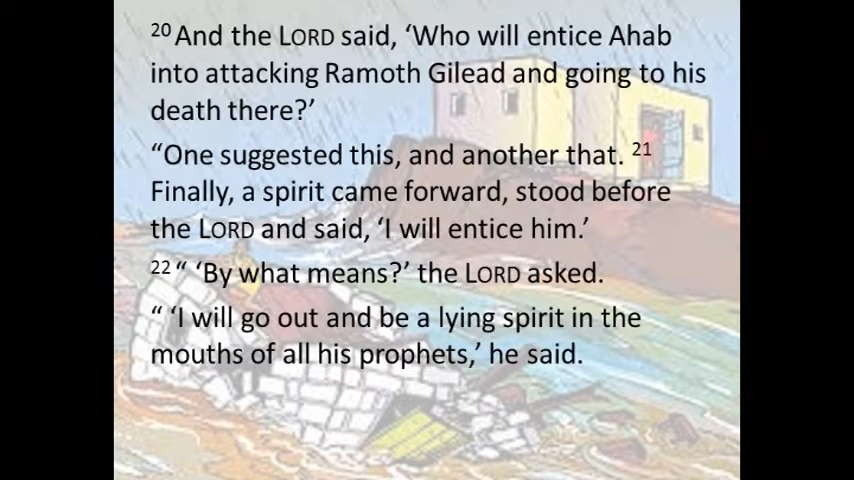 20 And the LORD said, ‘Who will entice Ahab
into attacking Ramoth Gilead and going to his
death there?’
“One suggested this, and another that. 21
Finally, a spirit came forward, stood before
the LORD and said, ‘I will entice him.’
22 “ ‘By what means?’ the LORD asked.
“ ‘I will go out and be a lying spirit in the
mouths of all his prophets,’ he said.